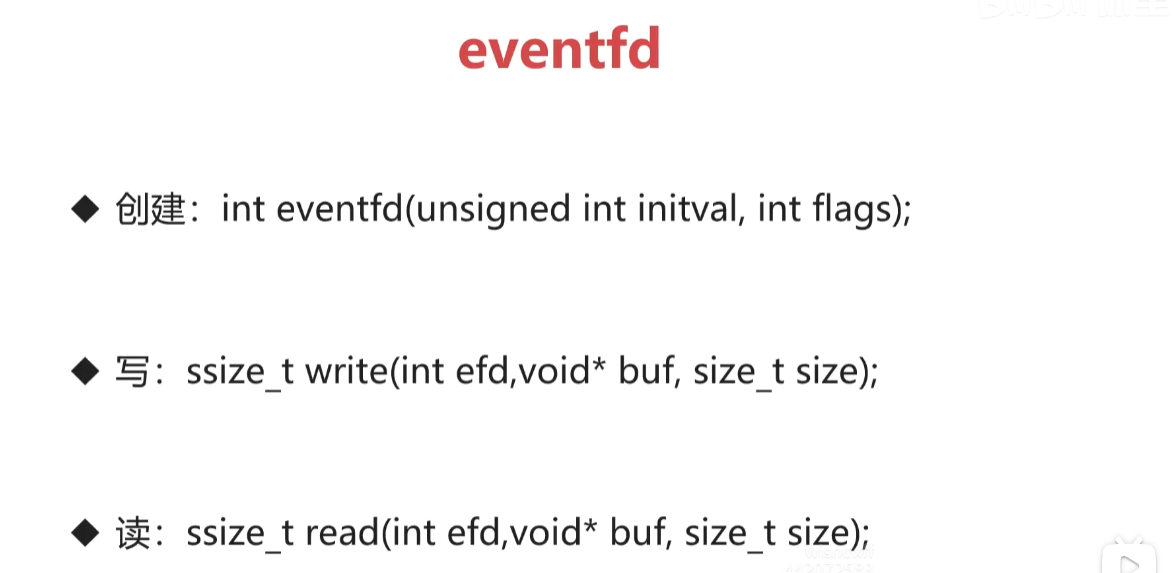 eventfd
◆ 创建：int eventfd(unsigned int initval, int flags);
◆ 写：ssize_t write(int efd,void* buf, size_t size);
◆ 读：ssize_t read(int efd,void* buf, size_t size);